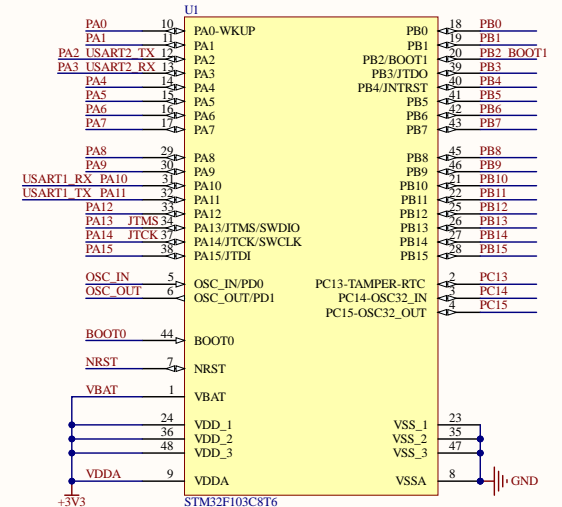 U1
PA0 10 PA0-WKUP PB0 18 PB0
PA1 11 PA1 PB1 19 PB1
PA2 USART2_TX 12 PA2 PB2/BOOT1 20 PB2 BOOT1
PA3 USART2_RX 13 PA3 PB3/JTDO 39 PB3
PA4 14 PA4 PB4/JNTRST 40 PB4
PA5 15 PA5 PB5 41 PB5
PA6 16 PA6 PB6 42 PB6
PA7 17 PA7 PB7 43 PB7
PA8 29 PA8 PB8 45 PB8
PA9 30 PA9 PB9 46 PB9
USART1_RX PA10 31 PA10 PB10 21 PB10
USART1_TX PA11 32 PA11 PB11 22 PB11
PA12 33 PA12 PB12 25 PB12
PA13 JTMS 34 PA13/JTMS/SWDIO PB13 26 PB13
PA14 JTCK 37 PA14/JTCK/SWCLK PB14 27 PB14
PA15 38 PA15/JTDI PB15 28 PB15
OSC_IN 5 OSC_IN/PD0 PC13-TAMPER-RTC 2 PC13
OSC_OUT 6 OSC_OUT/PD1 PC14-OSC32_IN 3 PC14
PC15-OSC32_OUT 4 PC15
BOOT0 44 BOOT0
NRST 7 NRST
VBAT 1 VBAT
24 VDD_1 VSS_1 23
36 VDD_2 VSS_2 35
48 VDD_3 VSS_3 47
VDDA 9 VDDA VSSA 8 GND
+3V3 STM32F103C8T6